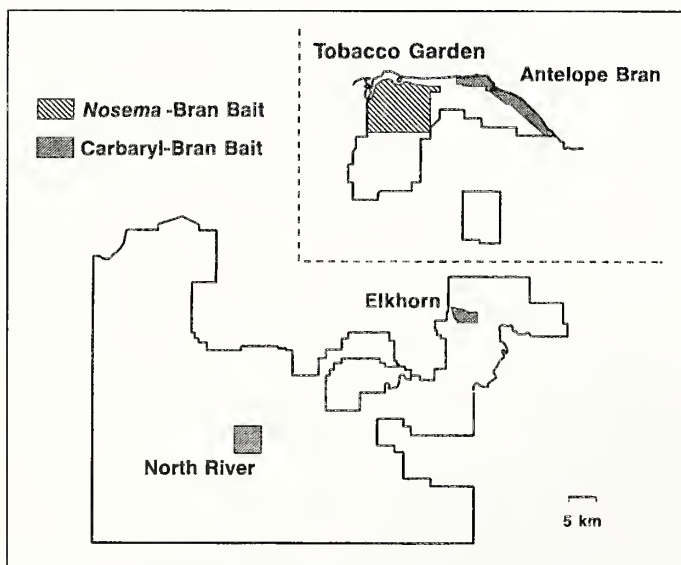 Tobacco Garden
Antelope Bran
Nosema -Bran Bait
Carbaryl-Bran Bait
Elkhorn
North River
5 km